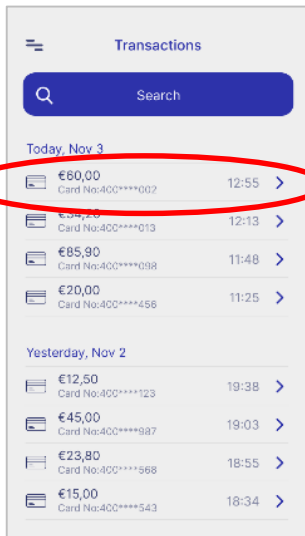 Transactions
Search
Today, Nov 3
€60,00
Card No:400****002 12:55
€34,20
Card No:400****013 12:13
€85,90
Card No:400****098 11:48
€20,00
Card No:400****456 11:25
Yesterday, Nov 2
€12,50
Card No:400****123 19:38
€45,00
Card No:400****987 19:03
€23,80
Card No:400****568 18:55
€15,00
Card No:400****543 18:34